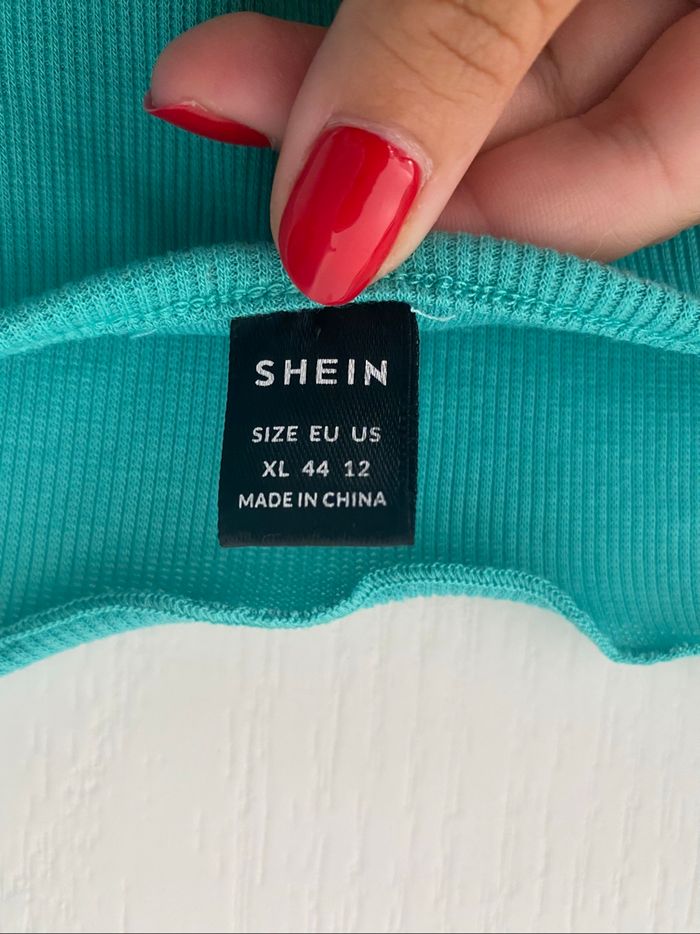 SHEIN
SIZE EU US
XL 44 12
MADE IN CHINA